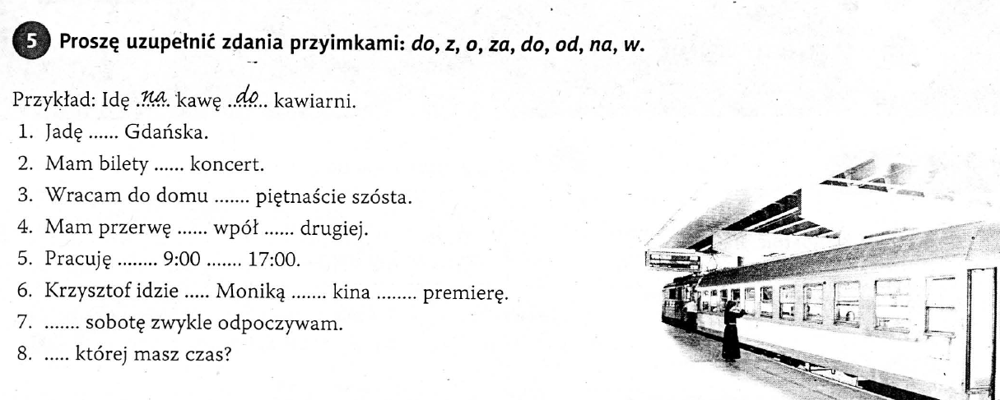 5 Proszę uzupełnić zdania przyimkami: do, z, o, za, do, od, na, w.
Przykład: Idę ..na.. kawę ..do.. kawiarni.
1. Jadę ...... Gdańska.
2. Mam bilety ...... koncert.
3. Wracam do domu ....... piętnaście szósta.
4. Mam przerwę ...... wpół ...... drugiej.
5. Pracuję ........ 9:00 ....... 17:00.
6. Krzysztof idzie ..... Moniką ....... kina ........ premierę.
7. ....... sobotę zwykle odpoczywam.
8. ..... której masz czas?